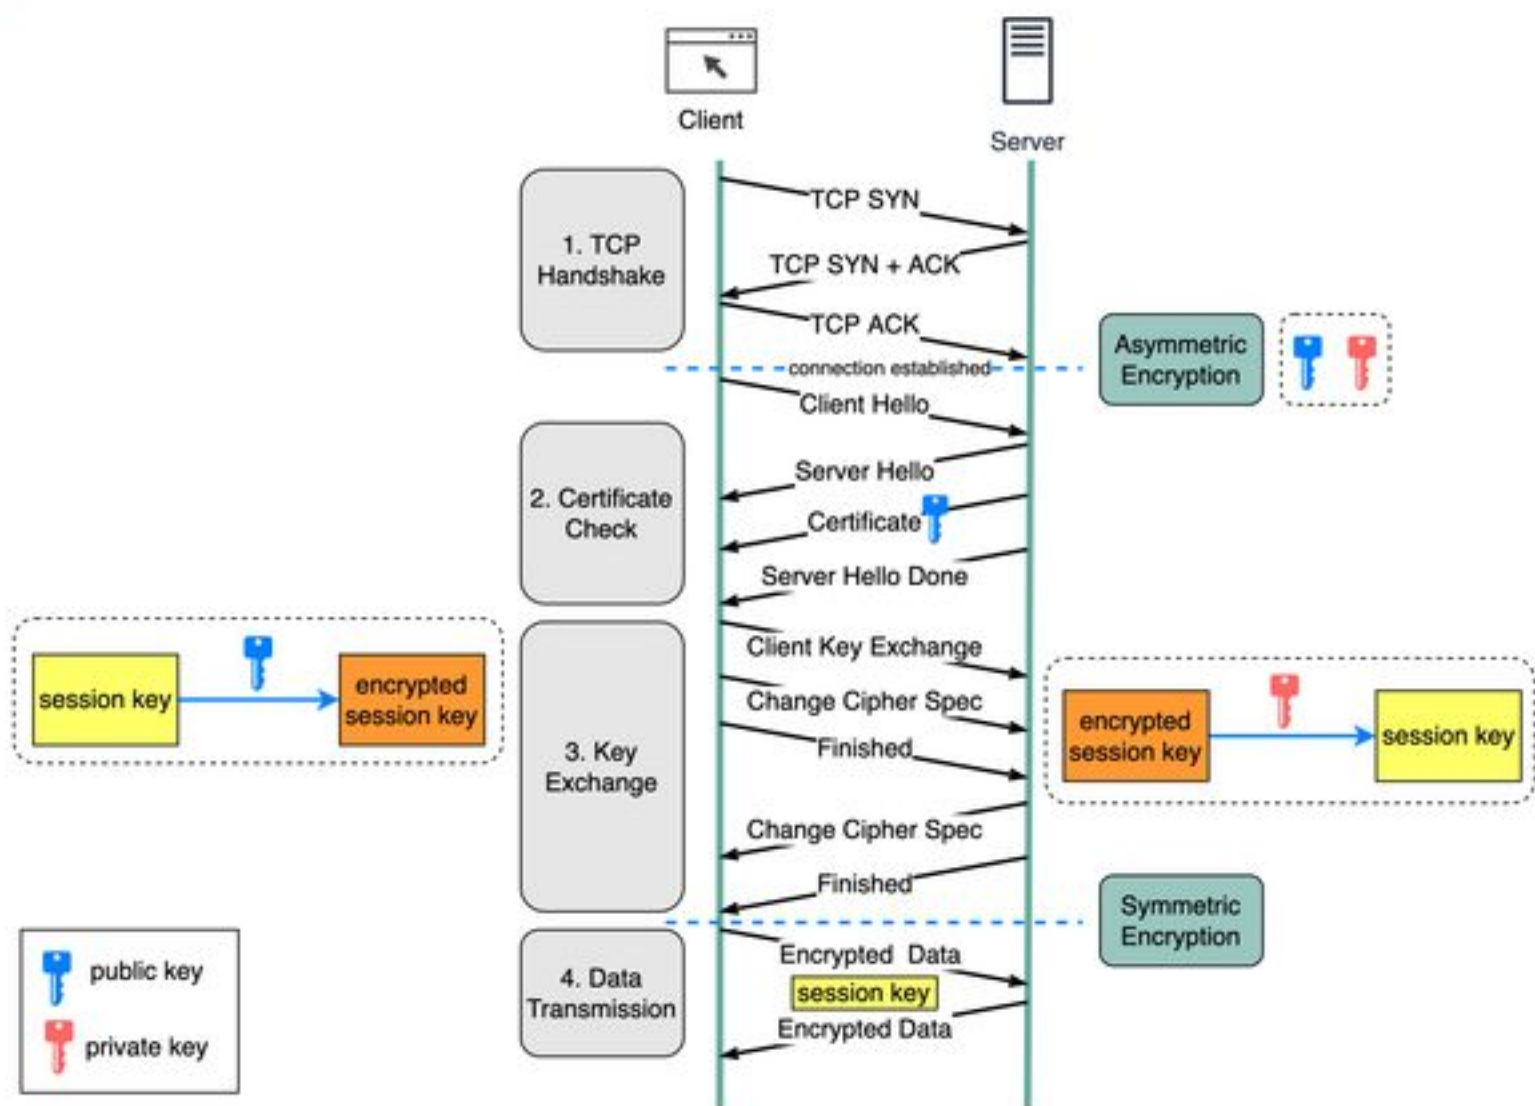 Client
Server
1. TCP
Handshake
TCP SYN
TCP SYN + ACK
TCP ACK
connection established
Asymmetric
Encryption
Client Hello
2. Certificate
Check
Server Hello
Certificate
Server Hello Done
session key
encrypted
session key
3. Key
Exchange
Client Key Exchange
Change Cipher Spec
Finished
encrypted
session key
session key
Change Cipher Spec
Finished
Symmetric
Encryption
4. Data
Transmission
Encrypted Data
session key
Encrypted Data
public key
private key